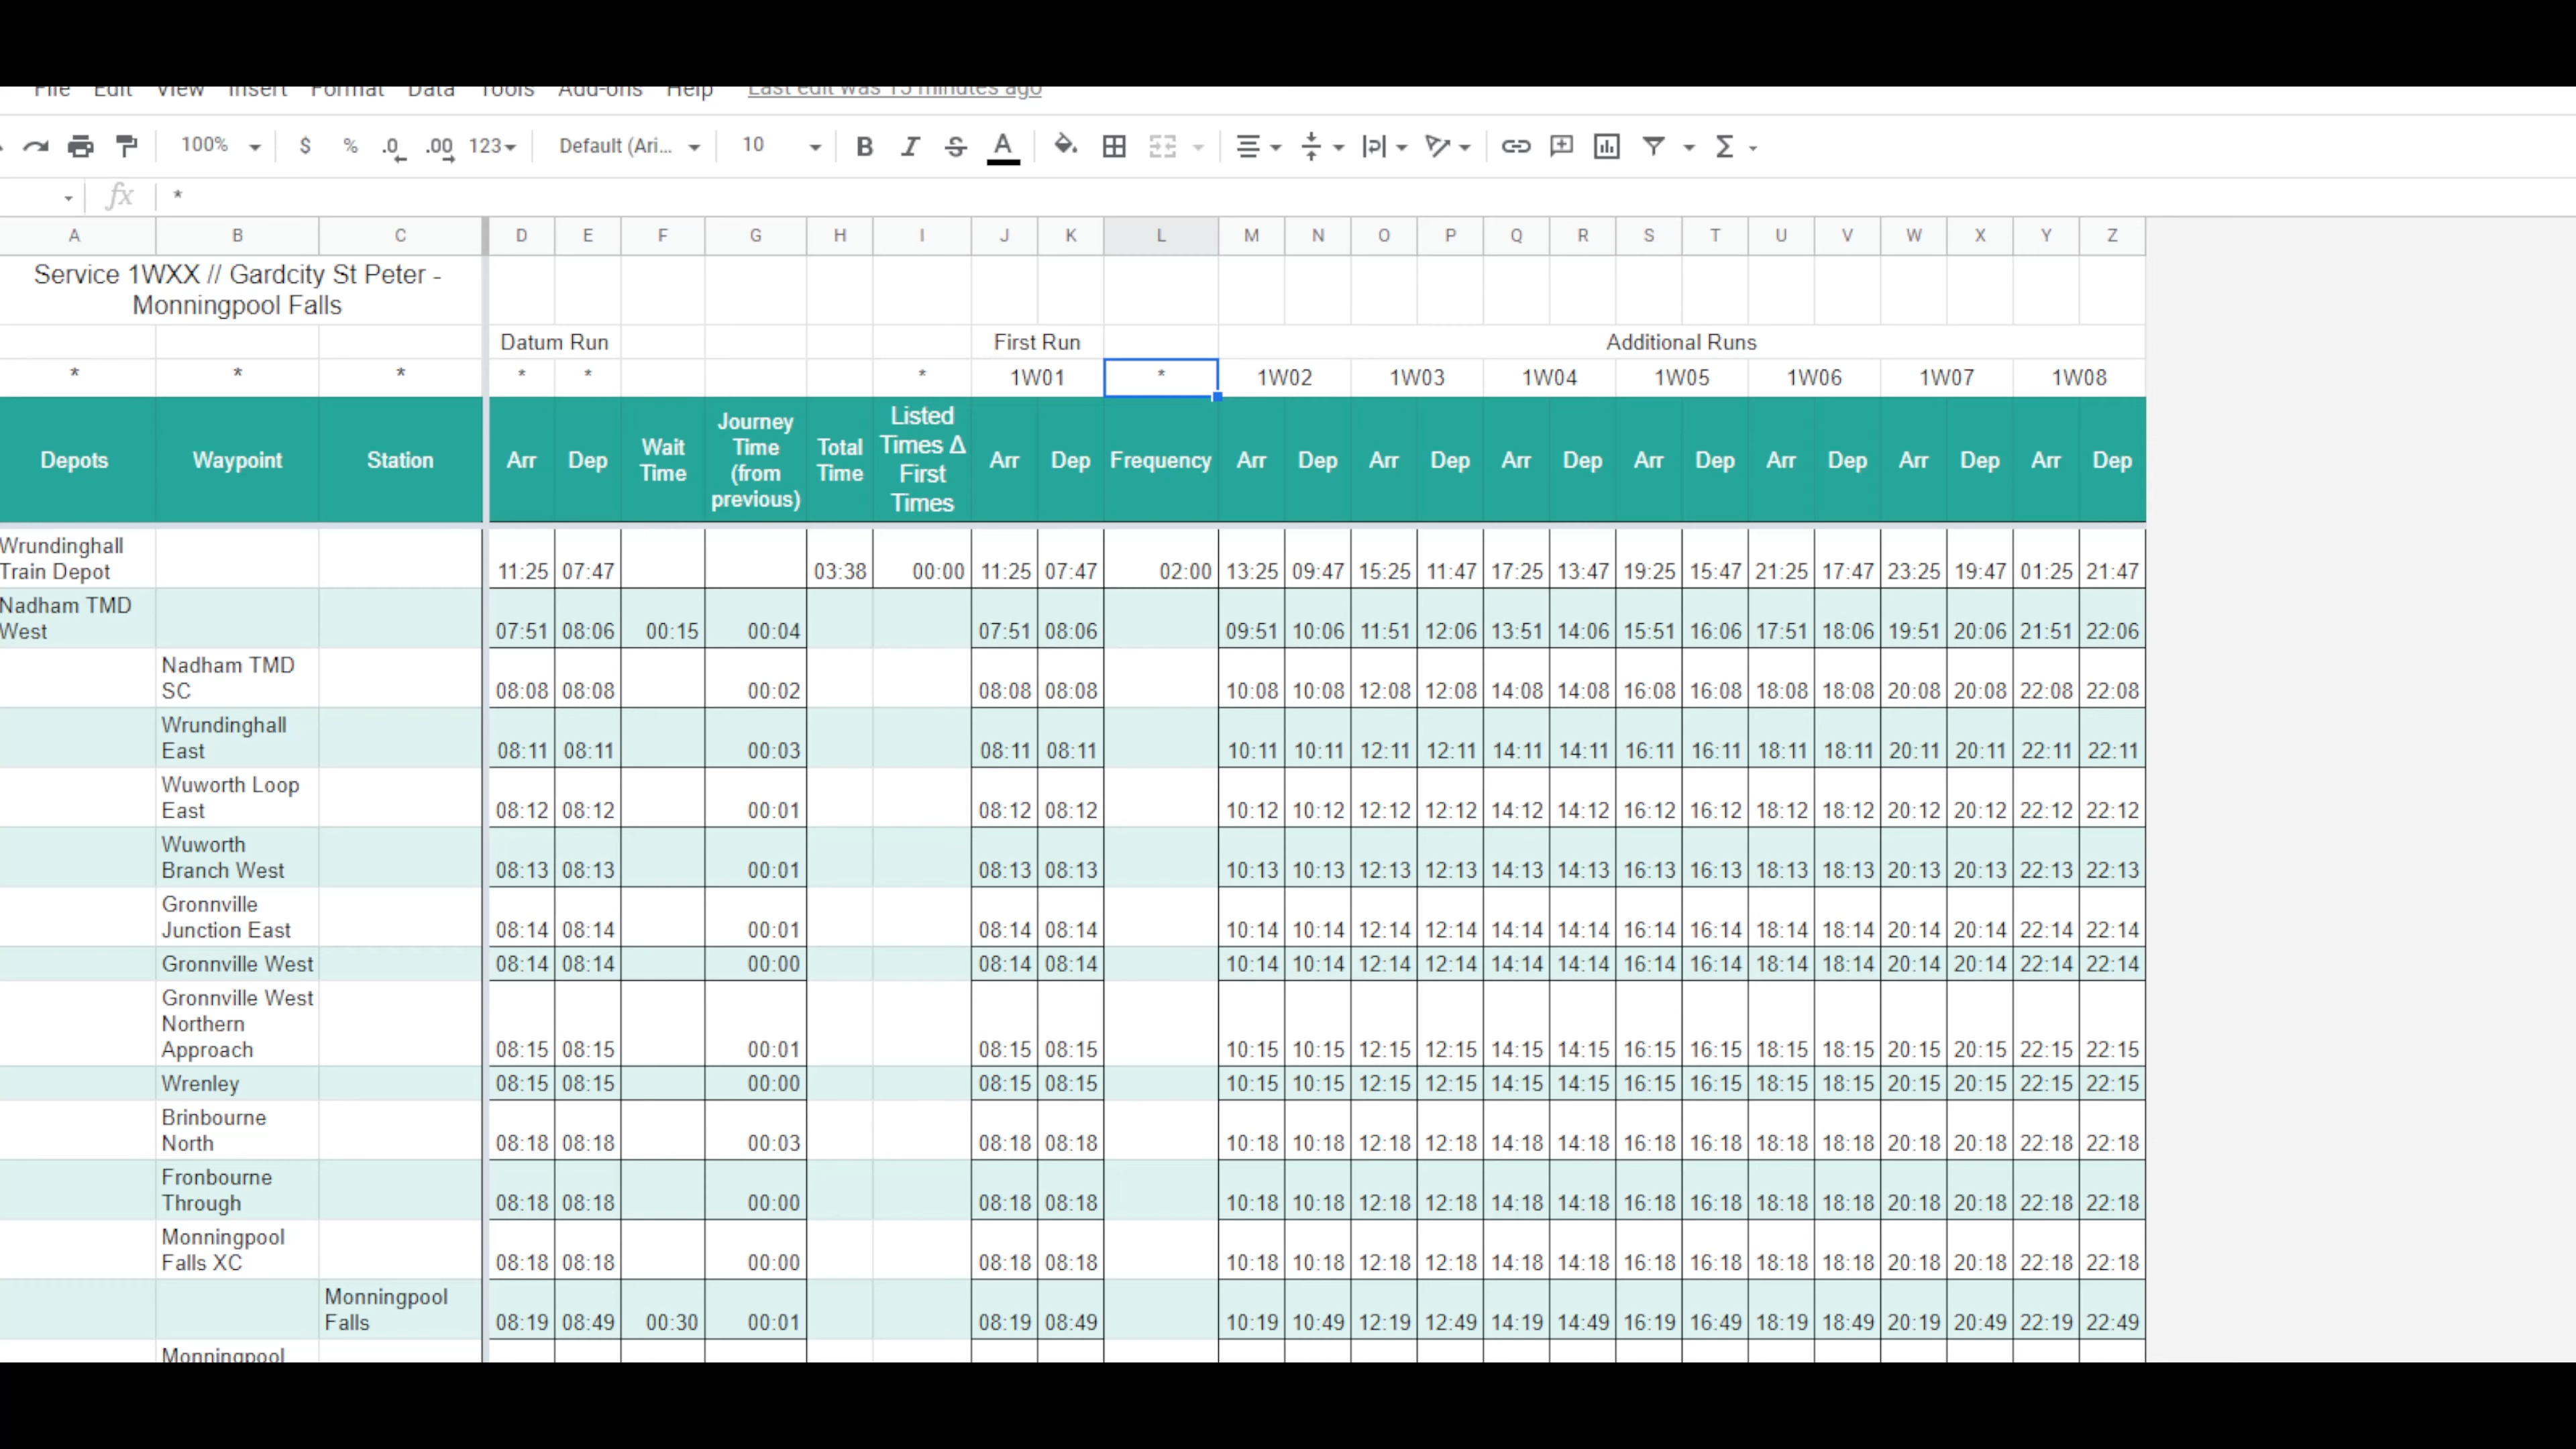 File Edit View Insert Format Data Tools Add-ons Help Last edit was 15 minutes ago
100% $ % .0 .00 123 Default (Ari... 10 B I S A Σ
fx *
A B C D E F G H I J K L M N O P Q R S T U V W X Y Z
Service 1WXX // Gardcity St Peter -
Monningpool Falls
Datum Run First Run Additional Runs
* * * * * * 1W01 * 1W02 1W03 1W04 1W05 1W06 1W07 1W08
Depots Waypoint Station Arr Dep Wait Time Journey Time (from previous) Total Time Listed Times Δ First Times Arr Dep Frequency Arr Dep Arr Dep Arr Dep Arr Dep Arr Dep Arr Dep Arr Dep
Wrundinghall
Train Depot 11:25 07:47 03:38 00:00 11:25 07:47 02:00 13:25 09:47 15:25 11:47 17:25 13:47 19:25 15:47 21:25 17:47 23:25 19:47 01:25 21:47
Nadham TMD
West 07:51 08:06 00:15 00:04 07:51 08:06 09:51 10:06 11:51 12:06 13:51 14:06 15:51 16:06 17:51 18:06 19:51 20:06 21:51 22:06
Nadham TMD
SC 08:08 08:08 00:02 08:08 08:08 10:08 10:08 12:08 12:08 14:08 14:08 16:08 16:08 18:08 18:08 20:08 20:08 22:08 22:08
Wrundinghall
East 08:11 08:11 00:03 08:11 08:11 10:11 10:11 12:11 12:11 14:11 14:11 16:11 16:11 18:11 18:11 20:11 20:11 22:11 22:11
Wuworth Loop
East 08:12 08:12 00:01 08:12 08:12 10:12 10:12 12:12 12:12 14:12 14:12 16:12 16:12 18:12 18:12 20:12 20:12 22:12 22:12
Wuworth
Branch West 08:13 08:13 00:01 08:13 08:13 10:13 10:13 12:13 12:13 14:13 14:13 16:13 16:13 18:13 18:13 20:13 20:13 22:13 22:13
Gronnville
Junction East 08:14 08:14 00:01 08:14 08:14 10:14 10:14 12:14 12:14 14:14 14:14 16:14 16:14 18:14 18:14 20:14 20:14 22:14 22:14
Gronnville West 08:14 08:14 00:00 08:14 08:14 10:14 10:14 12:14 12:14 14:14 14:14 16:14 16:14 18:14 18:14 20:14 20:14 22:14 22:14
Gronnville West
Northern
Approach 08:15 08:15 00:01 08:15 08:15 10:15 10:15 12:15 12:15 14:15 14:15 16:15 16:15 18:15 18:15 20:15 20:15 22:15 22:15
Wrenley 08:15 08:15 00:00 08:15 08:15 10:15 10:15 12:15 12:15 14:15 14:15 16:15 16:15 18:15 18:15 20:15 20:15 22:15 22:15
Brinbourne
North 08:18 08:18 00:03 08:18 08:18 10:18 10:18 12:18 12:18 14:18 14:18 16:18 16:18 18:18 18:18 20:18 20:18 22:18 22:18
Fronbourne
Through 08:18 08:18 00:00 08:18 08:18 10:18 10:18 12:18 12:18 14:18 14:18 16:18 16:18 18:18 18:18 20:18 20:18 22:18 22:18
Monningpool
Falls XC 08:18 08:18 00:00 08:18 08:18 10:18 10:18 12:18 12:18 14:18 14:18 16:18 16:18 18:18 18:18 20:18 20:18 22:18 22:18
Monningpool
Falls 08:19 08:49 00:30 00:01 08:19 08:49 10:19 10:49 12:19 12:49 14:19 14:49 16:19 16:49 18:19 18:49 20:19 20:49 22:19 22:49
Monningpool